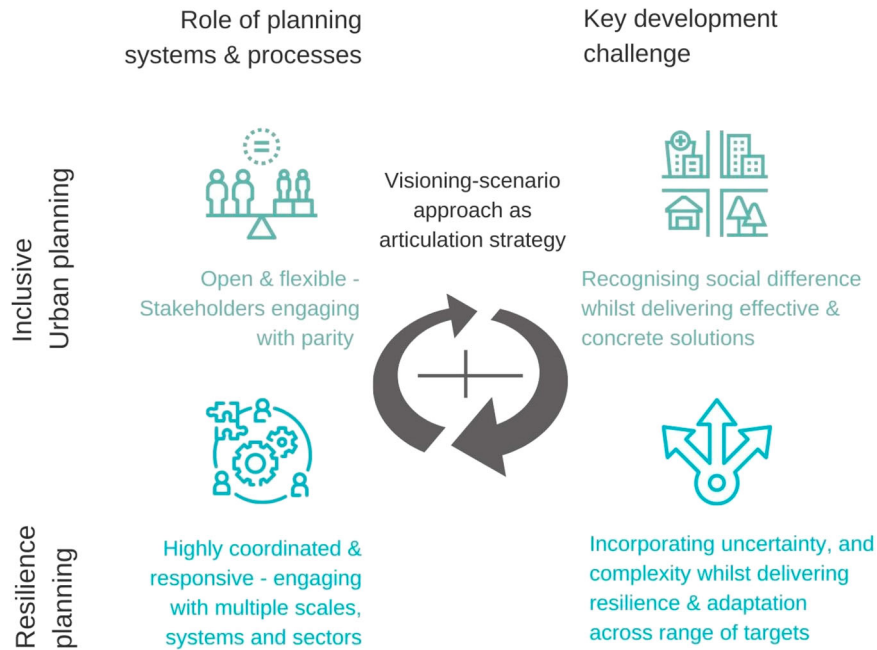 Role of planning
systems & processes
Key development
challenge
Inclusive
Urban planning
Open & flexible -
Stakeholders engaging
with parity
Visioning-scenario
approach as
articulation strategy
Recognising social difference
whilst delivering effective &
concrete solutions
Resilience
planning
Highly coordinated &
responsive - engaging
with multiple scales,
systems and sectors
Incorporating uncertainty, and
complexity whilst delivering
resilience & adaptation
across range of targets